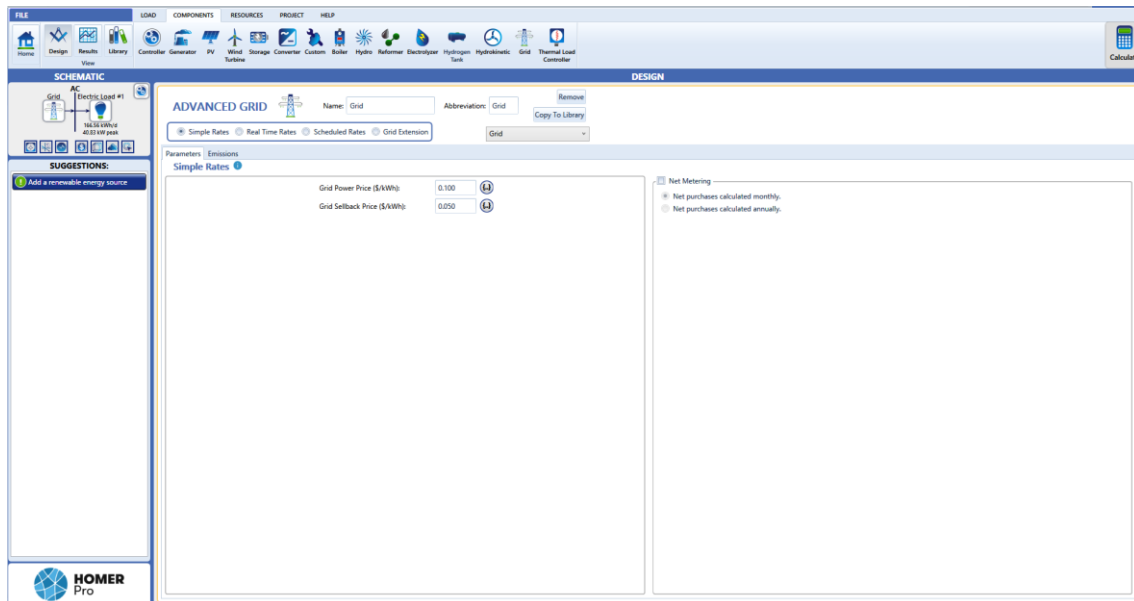 FILE
LOAD COMPONENTS RESOURCES PROJECT HELP
Home Design Results Library
View
Controller Generator PV Wind Turbine Storage Converter Custom Boiler Hydro Reformer Electrolyzer Hydrogen Tank Hydrokinetic Grid Thermal Load Controller
Calculat
SCHEMATIC
DESIGN
AC
Grid Electric Load #1
166.56 kWh/d
40.83 kW peak
SUGGESTIONS:
Add a renewable energy source
ADVANCED GRID
Name: Grid
Abbreviation: Grid
Remove
Copy To Library
Simple Rates Real Time Rates Scheduled Rates Grid Extension
Grid
Parameters Emissions
Simple Rates
Grid Power Price ($/kWh): 0.100
Grid Sellback Price ($/kWh): 0.050
Net Metering
Net purchases calculated monthly.
Net purchases calculated annually.
HOMER
Pro